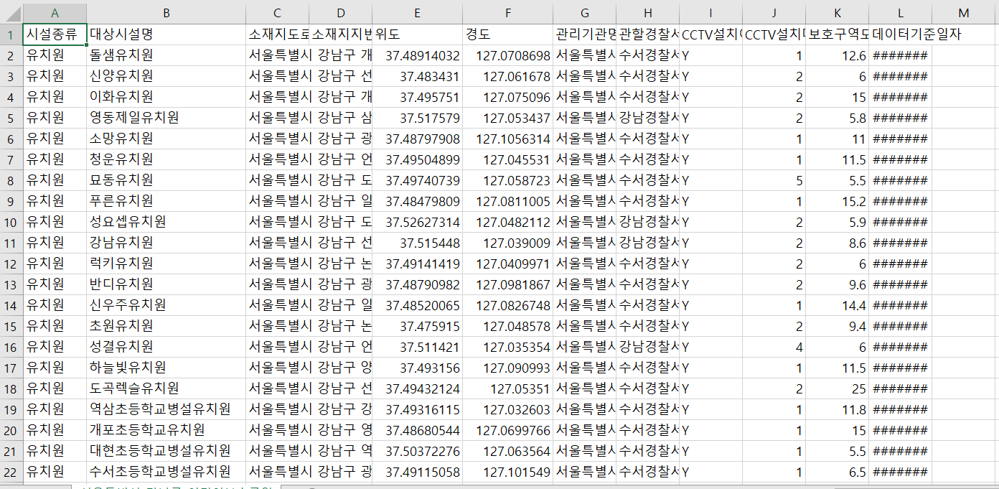 A B C D E F G H I J K L M
1 시설종류 대상시설명 소재지도로 소재지지번 위도 경도 관리기관명 관할경찰서 CCTV설치 CCTV설치 보호구역도 데이터기준일자
2 유치원 돌샘유치원 서울특별시 강남구 개 37.48914032 127.0708698 서울특별시 수서경찰서 Y 1 12.6 #######
3 유치원 신양유치원 서울특별시 강남구 선 37.483431 127.061678 서울특별시 수서경찰서 Y 2 6 #######
4 유치원 이화유치원 서울특별시 강남구 개 37.495751 127.075096 서울특별시 수서경찰서 Y 2 15 #######
5 유치원 영동제일유치원 서울특별시 강남구 삼 37.517579 127.053437 서울특별시 강남경찰서 Y 2 5.8 #######
6 유치원 소망유치원 서울특별시 강남구 광 37.48797908 127.1056314 서울특별시 수서경찰서 Y 1 11 #######
7 유치원 청운유치원 서울특별시 강남구 언 37.49504899 127.045531 서울특별시 수서경찰서 Y 1 11.5 #######
8 유치원 묘동유치원 서울특별시 강남구 도 37.49740739 127.058723 서울특별시 수서경찰서 Y 5 5.5 #######
9 유치원 푸른유치원 서울특별시 강남구 일 37.48479809 127.0811005 서울특별시 수서경찰서 Y 1 15.2 #######
10 유치원 성요셉유치원 서울특별시 강남구 도 37.52627314 127.0482112 서울특별시 강남경찰서 Y 2 5.9 #######
11 유치원 강남유치원 서울특별시 강남구 선 37.515448 127.039009 서울특별시 강남경찰서 Y 2 8.6 #######
12 유치원 럭키유치원 서울특별시 강남구 논 37.49141419 127.0409971 서울특별시 수서경찰서 Y 2 6 #######
13 유치원 반디유치원 서울특별시 강남구 광 37.48790982 127.0981867 서울특별시 수서경찰서 Y 2 9.6 #######
14 유치원 신우주유치원 서울특별시 강남구 일 37.48520065 127.0826748 서울특별시 수서경찰서 Y 1 14.4 #######
15 유치원 초원유치원 서울특별시 강남구 논 37.475915 127.048578 서울특별시 수서경찰서 Y 2 9.4 #######
16 유치원 성결유치원 서울특별시 강남구 언 37.511421 127.035354 서울특별시 강남경찰서 Y 4 6 #######
17 유치원 하늘빛유치원 서울특별시 강남구 양 37.493156 127.090993 서울특별시 수서경찰서 Y 1 11.5 #######
18 유치원 도곡렉슬유치원 서울특별시 강남구 선 37.49432124 127.05351 서울특별시 수서경찰서 Y 2 25 #######
19 유치원 역삼초등학교병설유치원 서울특별시 강남구 강 37.49316115 127.032603 서울특별시 수서경찰서 Y 1 11.8 #######
20 유치원 개포초등학교유치원 서울특별시 강남구 영 37.48680544 127.0699766 서울특별시 수서경찰서 Y 1 15 #######
21 유치원 대현초등학교병설유치원 서울특별시 강남구 역 37.50372276 127.063564 서울특별시 수서경찰서 Y 1 5.5 #######
22 유치원 수서초등학교병설유치원 서울특별시 강남구 광 37.49115058 127.101549 서울특별시 수서경찰서 Y 1 6.5 #######